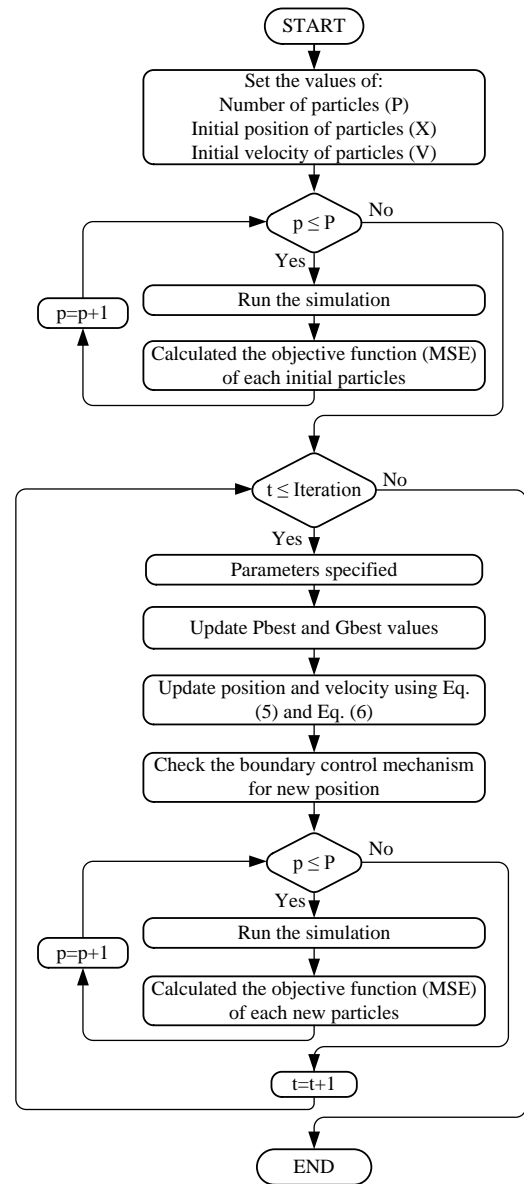 START
Set the values of:
Number of particles (P)
Initial position of particles (X)
Initial velocity of particles (V)
p ≤ P
No
Yes
Run the simulation
p=p+1
Calculated the objective function (MSE)
of each initial particles
t ≤ Iteration
No
Yes
Parameters specified
Update Pbest and Gbest values
Update position and velocity using Eq.
(5) and Eq. (6)
Check the boundary control mechanism
for new position
p ≤ P
No
Yes
Run the simulation
p=p+1
Calculated the objective function (MSE)
of each new particles
t=t+1
END